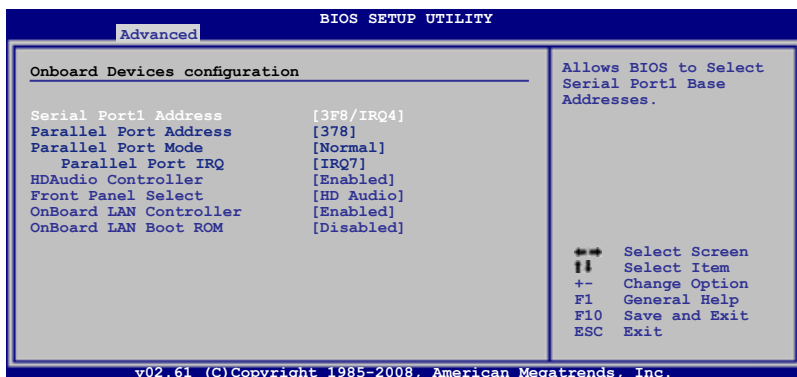 BIOS SETUP UTILITY
Advanced
Onboard Devices configuration
Serial Port1 Address [3F8/IRQ4]
Parallel Port Address [378]
Parallel Port Mode [Normal]
Parallel Port IRQ [IRQ7]
HDAudio Controller [Enabled]
Front Panel Select [HD Audio]
OnBoard LAN Controller [Enabled]
OnBoard LAN Boot ROM [Disabled]
Allows BIOS to Select
Serial Port1 Base
Addresses.
←→ Select Screen
↑↓ Select Item
+- Change Option
F1 General Help
F10 Save and Exit
ESC Exit
v02.61 (C)Copyright 1985-2008, American Megatrends, Inc.